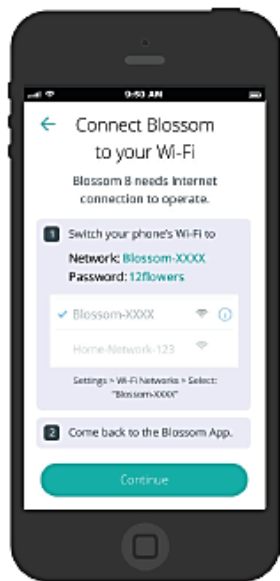 9:50 AM
Connect Blossom
to your Wi-Fi
Blossom 8 needs Internet
connection to operate.
1 Switch your phone's Wi-Fi to
Network: Blossom-XXXX
Password: 12flowers
Blossom-XXXX
Home-Network-123
Settings > Wi-Fi Networks > Select:
"Blossom-XXXX"
2 Come back to the Blossom App.
Continue